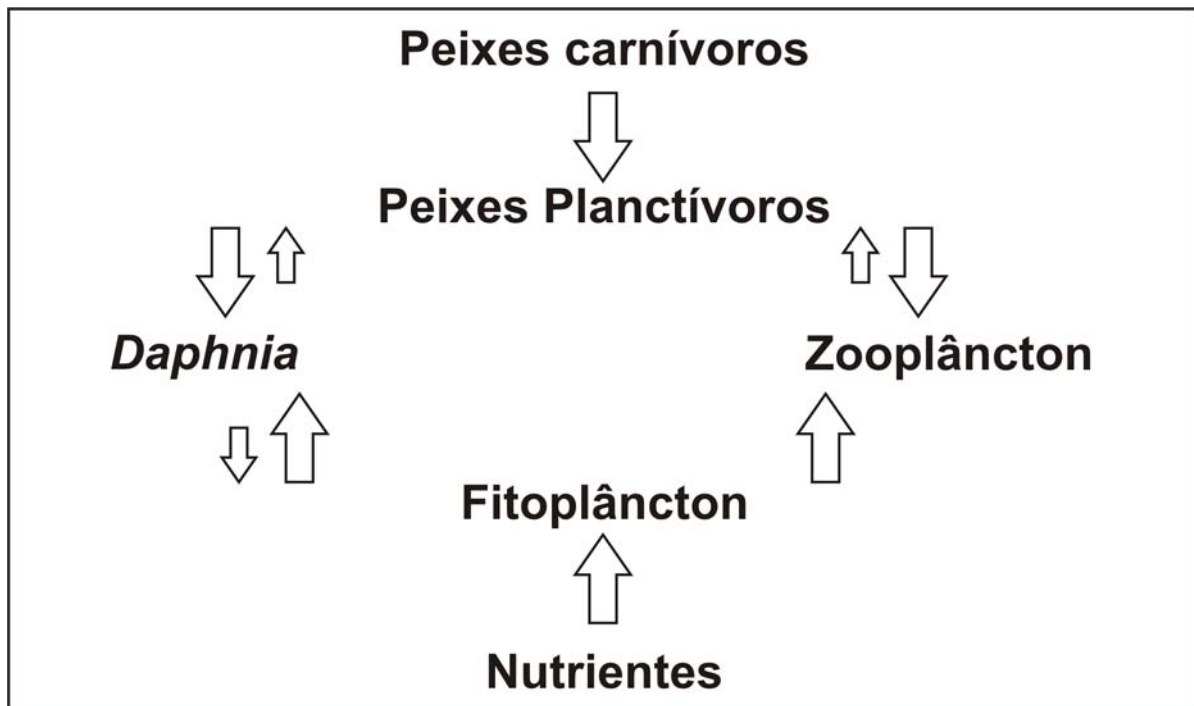 Peixes carnívoros
Peixes Planctívoros
Daphnia
Zooplâncton
Fitoplâncton
Nutrientes